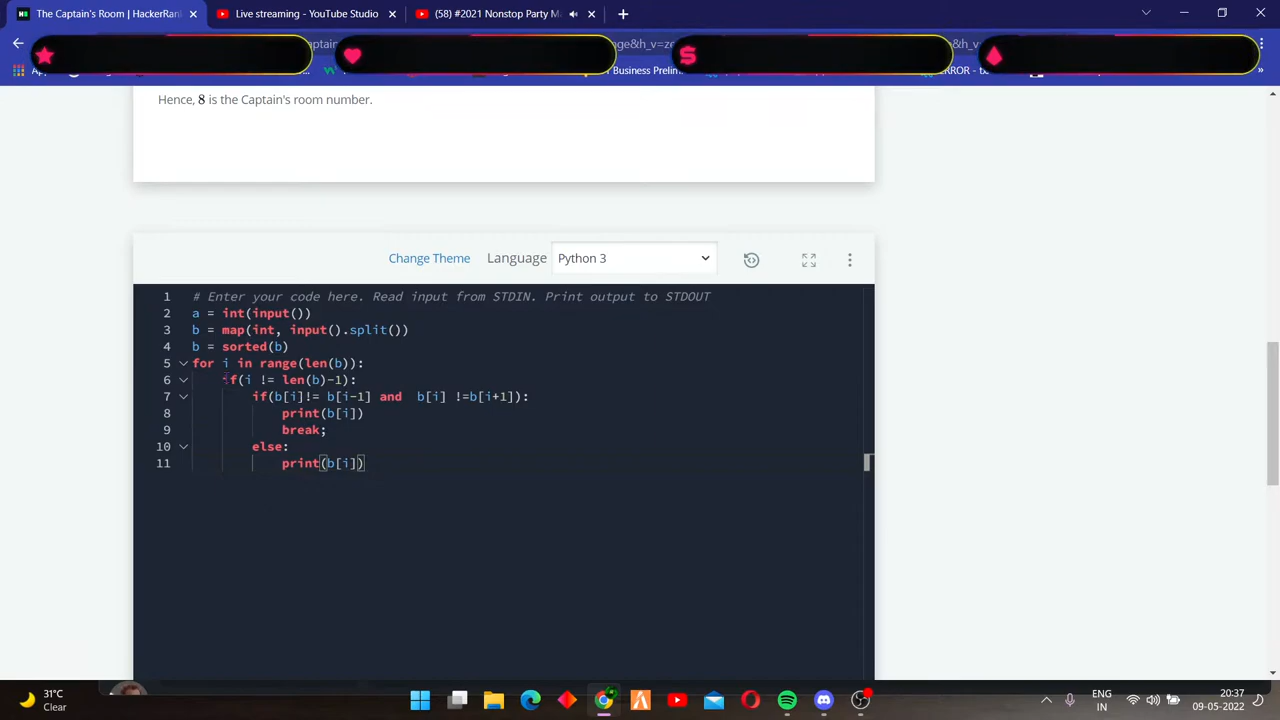 The Captain's Room | HackerRan
Live streaming - YouTube Studio
(58) #2021 Nonstop Party M
Business Prelim
ERROR - tx
Hence, 8 is the Captain's room number.
Change Theme
Language
Python 3
1 # Enter your code here. Read input from STDIN. Print output to STDOUT
2 a = int(input())
3 b = map(int, input().split())
4 b = sorted(b)
5 for i in range(len(b)):
6 if(i != len(b)-1):
7 if(b[i]!= b[i-1] and  b[i] !=b[i+1]):
8 print(b[i])
9 break;
10 else:
11 print(b[i])
31°C
Clear
ENG
IN
20:37
09-05-2022